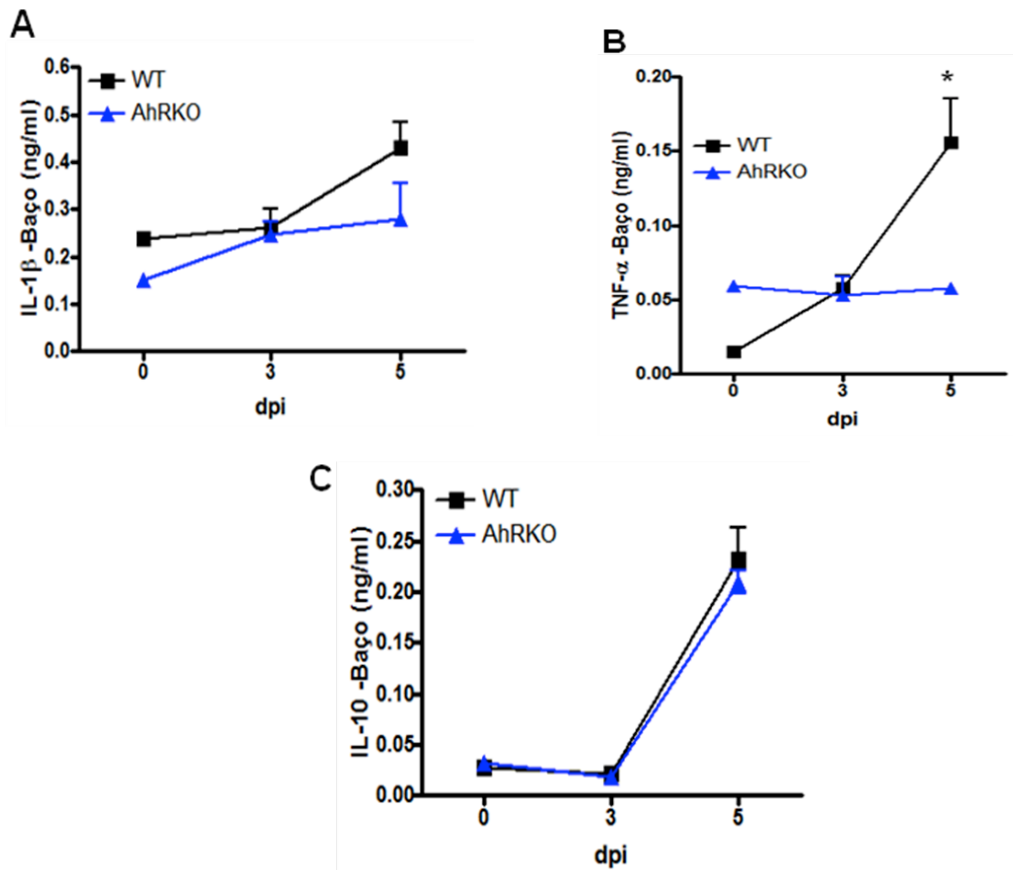 A
IL-1β -Baço (ng/ml)
0.6
0.5
0.4
0.3
0.2
0.1
0.0
WT
AhRKO
0
3
5
dpi
B
TNF-α -Baço (ng/ml)
0.20
0.15
0.10
0.05
0.00
WT
AhRKO
*
0
3
5
dpi
C
IL-10 -Baço (ng/ml)
0.30
0.25
0.20
0.15
0.10
0.05
0.00
WT
AhRKO
0
3
5
dpi